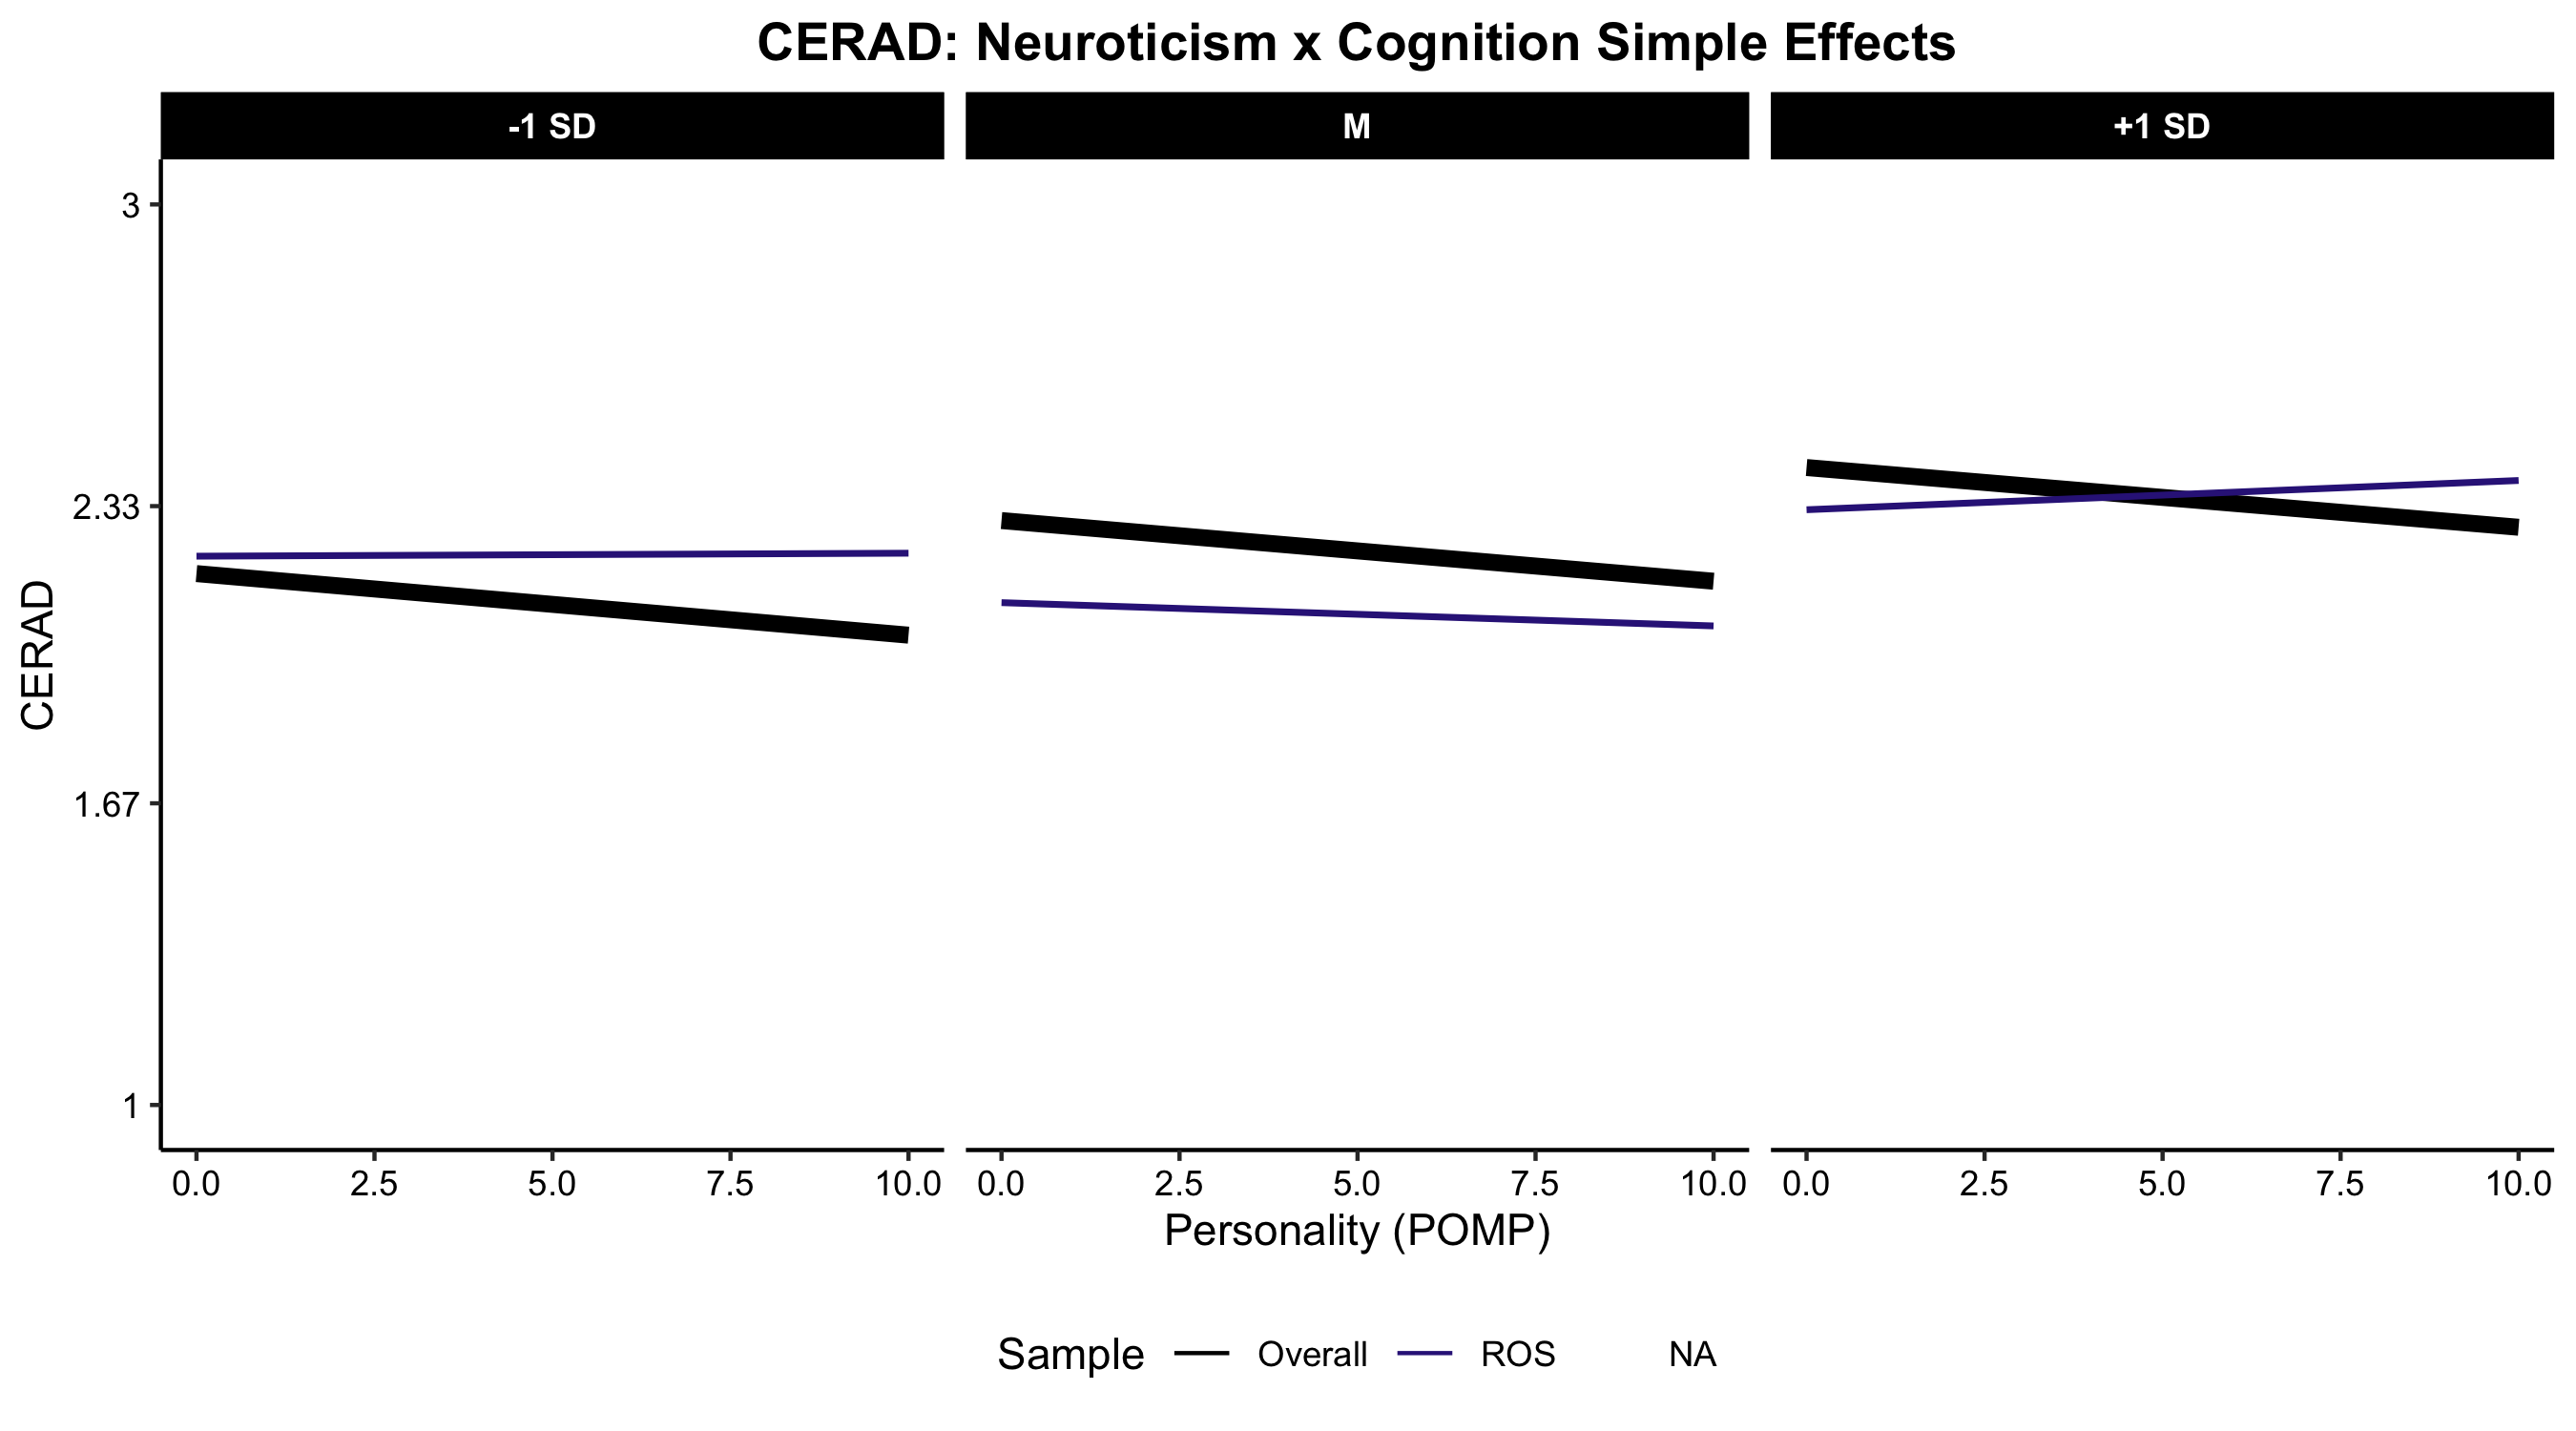 CERAD: Neuroticism x Cognition Simple Effects
-1 SD M +1 SD
3
2.33
1.67
1
CERAD
0.0 2.5 5.0 7.5 10.0 0.0 2.5 5.0 7.5 10.0 0.0 2.5 5.0 7.5 10.0
Personality (POMP)
Sample Overall ROS NA